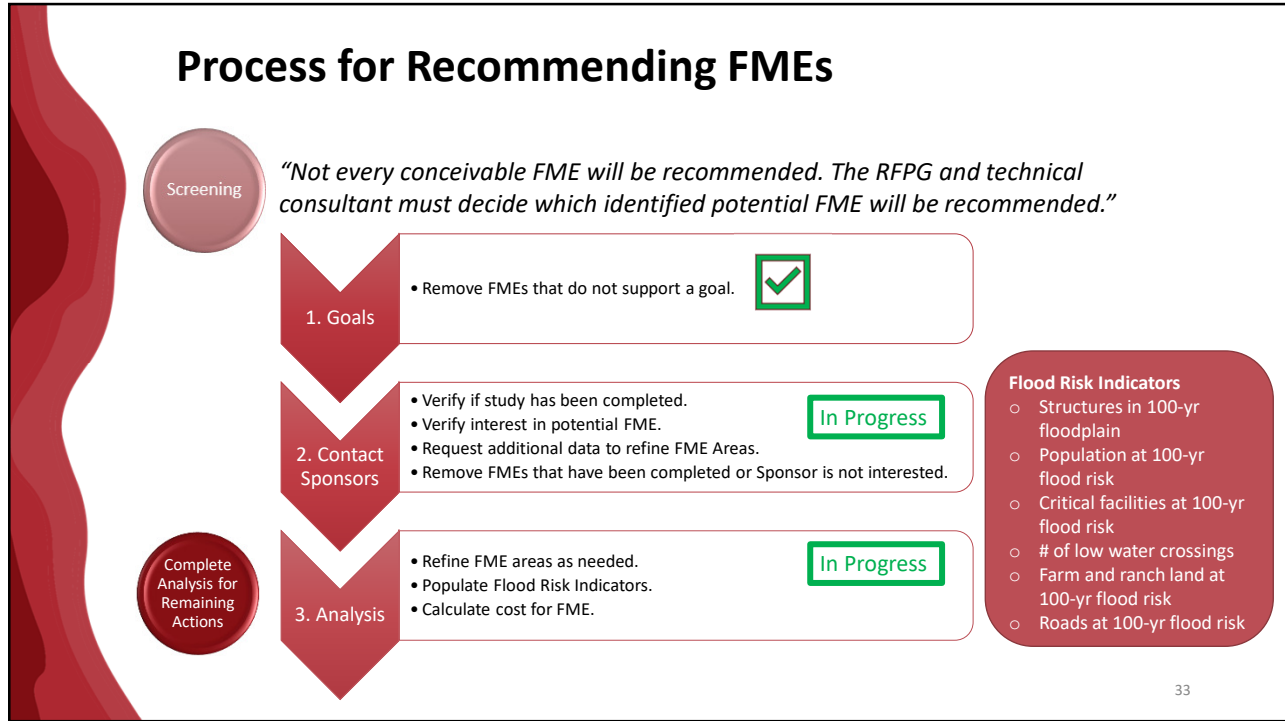 Process for Recommending FMEs
Screening
“Not every conceivable FME will be recommended. The RFPG and technical
consultant must decide which identified potential FME will be recommended.”
1. Goals
• Remove FMEs that do not support a goal.
2. Contact
Sponsors
• Verify if study has been completed.
• Verify interest in potential FME.
• Request additional data to refine FME Areas.
• Remove FMEs that have been completed or Sponsor is not interested.
In Progress
Complete
Analysis for
Remaining
Actions
3. Analysis
• Refine FME areas as needed.
• Populate Flood Risk Indicators.
• Calculate cost for FME.
In Progress
Flood Risk Indicators
o Structures in 100-yr
floodplain
o Population at 100-yr
flood risk
o Critical facilities at 100-yr
flood risk
o # of low water crossings
o Farm and ranch land at
100-yr flood risk
o Roads at 100-yr flood risk
33